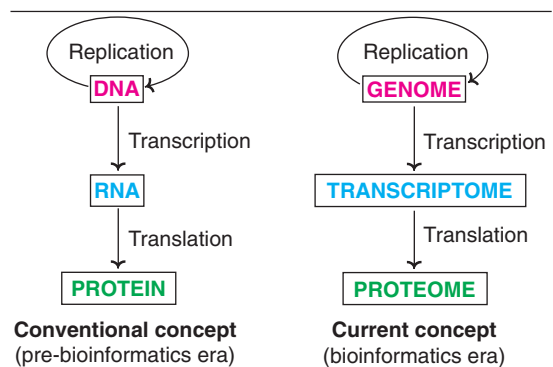 Replication
DNA
Transcription
RNA
Translation
PROTEIN
Conventional concept
(pre-bioinformatics era)
Replication
GENOME
Transcription
TRANSCRIPTOME
Translation
PROTEOME
Current concept
(bioinformatics era)